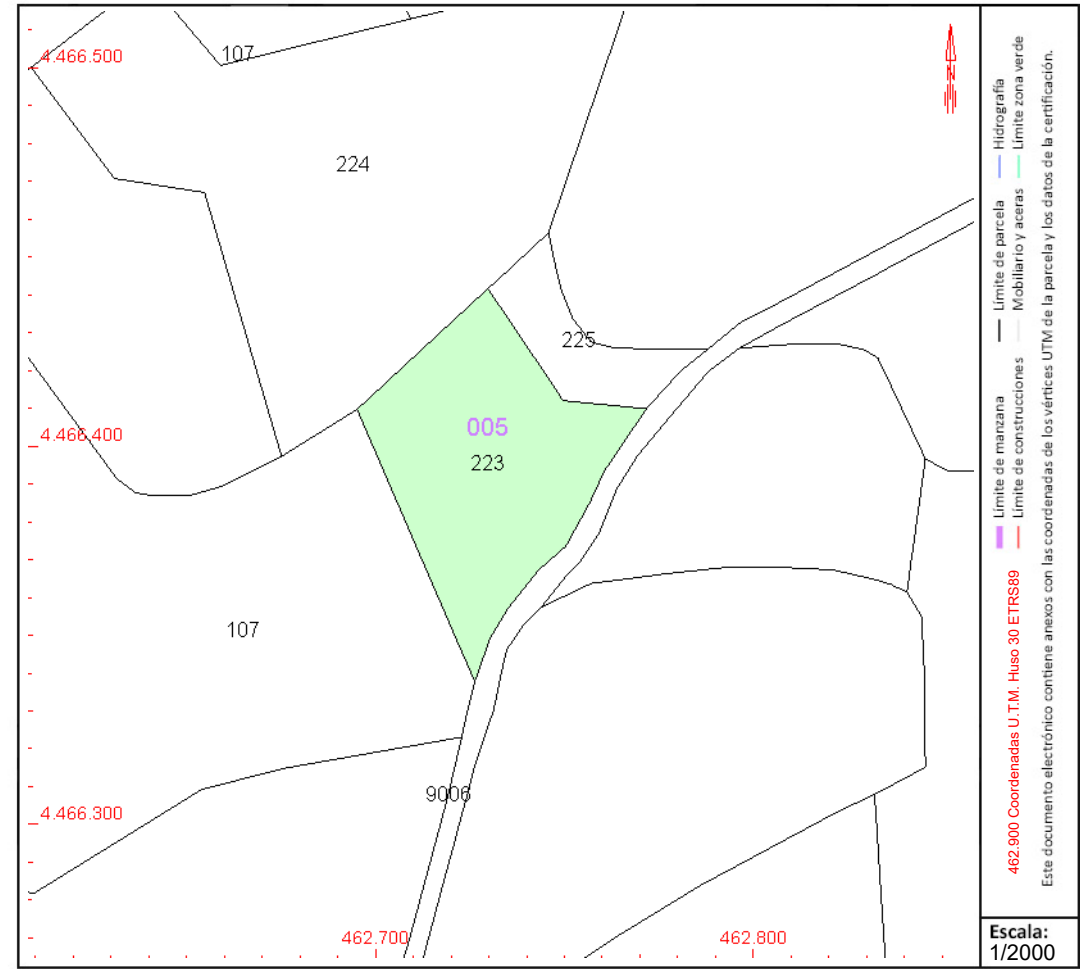 107
4.466.500
224
225
4.466.400
005
223
107
9006
4.466.300
462.700
462.800
N
Límite de manzana
Límite de parcela
Hidrografía
Límite de construcciones
Mobiliario y aceras
Límite zona verde
462.900 Coordenadas U.T.M. Huso 30 ETRS89
Este documento electrónico contiene anexos con las coordenadas de los vértices UTM de la parcela y los datos de la certificación.
Escala:
1/2000